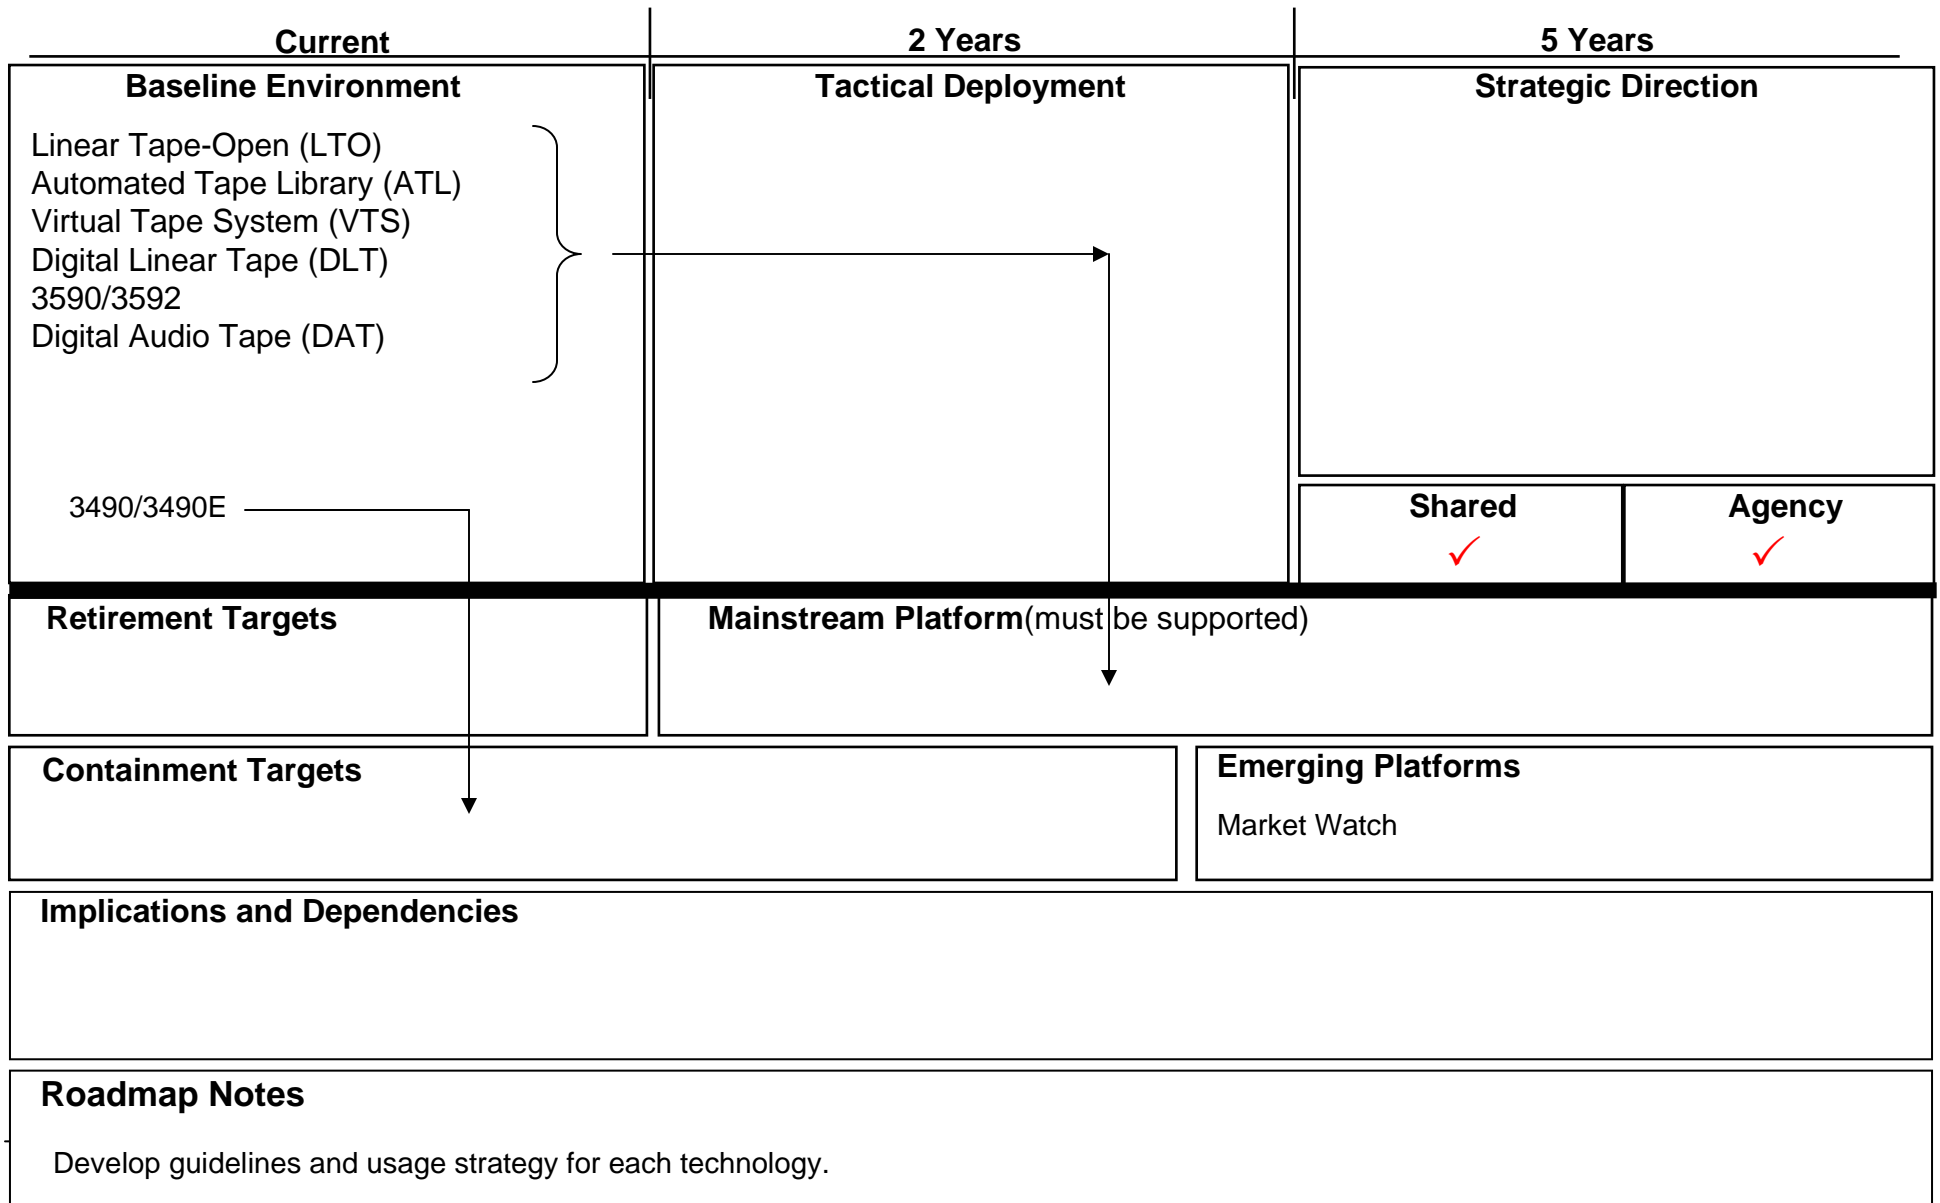 Current
2 Years
5 Years
Baseline Environment
Tactical Deployment
Strategic Direction
Linear Tape-Open (LTO)
Automated Tape Library (ATL)
Virtual Tape System (VTS)
Digital Linear Tape (DLT)
3590/3592
Digital Audio Tape (DAT)
3490/3490E
Shared
Agency
✓
✓
Retirement Targets
Mainstream Platform(must be supported)
Containment Targets
Emerging Platforms
Market Watch
Implications and Dependencies
Roadmap Notes
Develop guidelines and usage strategy for each technology.